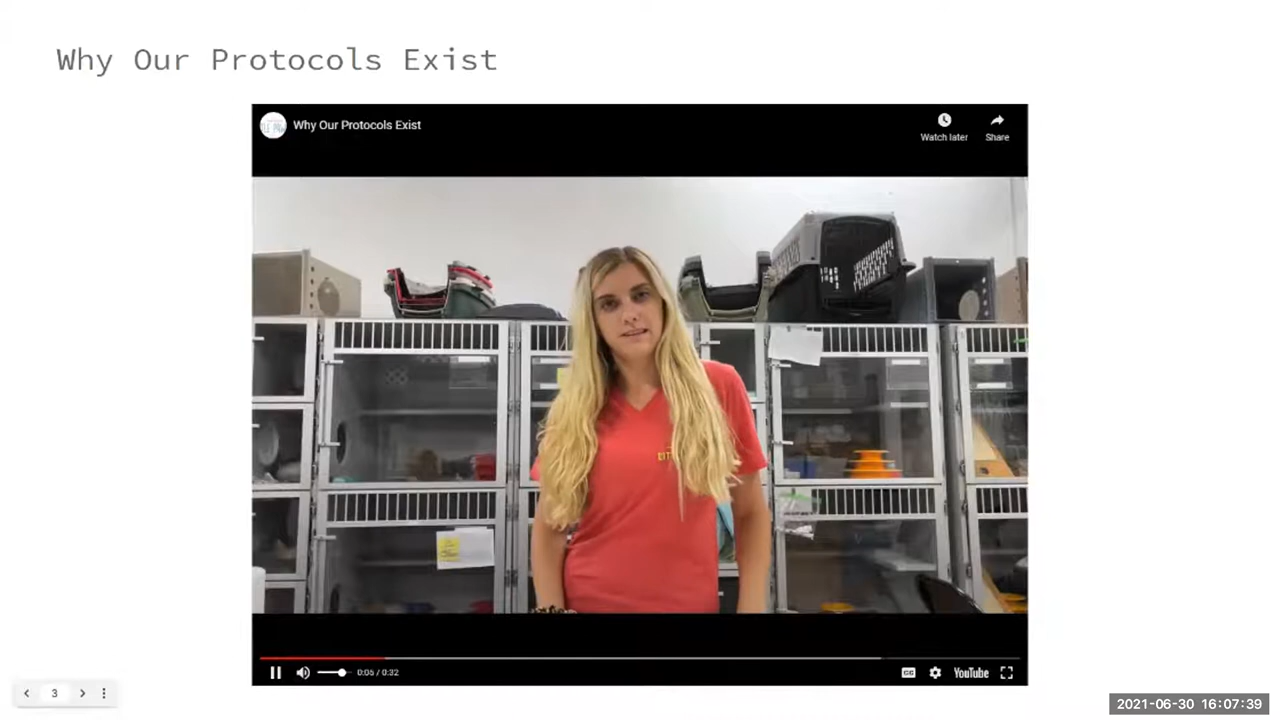 Why Our Protocols Exist
Why Our Protocols Exist
Watch later
Share
0:05 / 0:32
CC
YouTube
3
2021-06-30 16:07:39